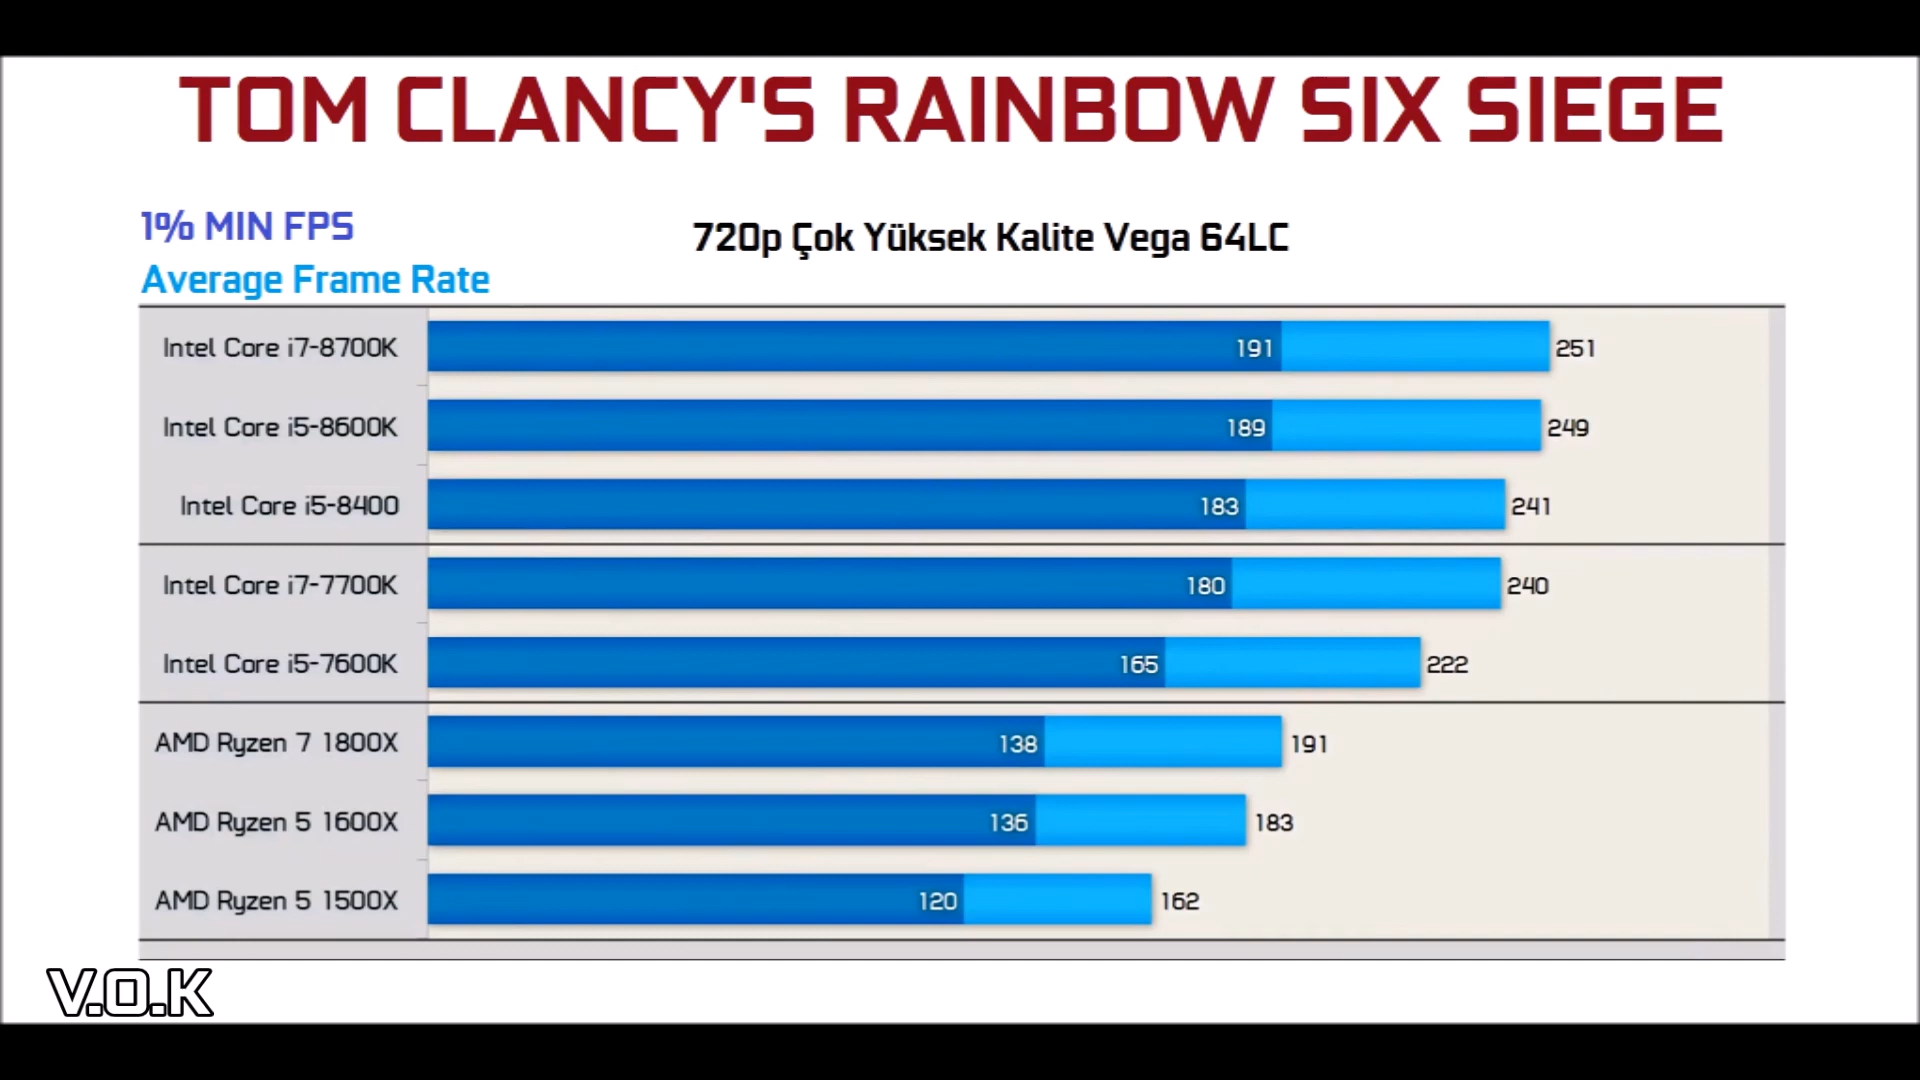 TOM CLANCY'S RAINBOW SIX SIEGE
1% MIN FPS
720p Çok Yüksek Kalite Vega 64LC
Average Frame Rate
Intel Core i7-8700K 191 251
Intel Core i5-8600K 189 249
Intel Core i5-8400 183 241
Intel Core i7-7700K 180 240
Intel Core i5-7600K 165 222
AMD Ryzen 7 1800X 138 191
AMD Ryzen 5 1600X 136 183
AMD Ryzen 5 1500X 120 162
V.O.K